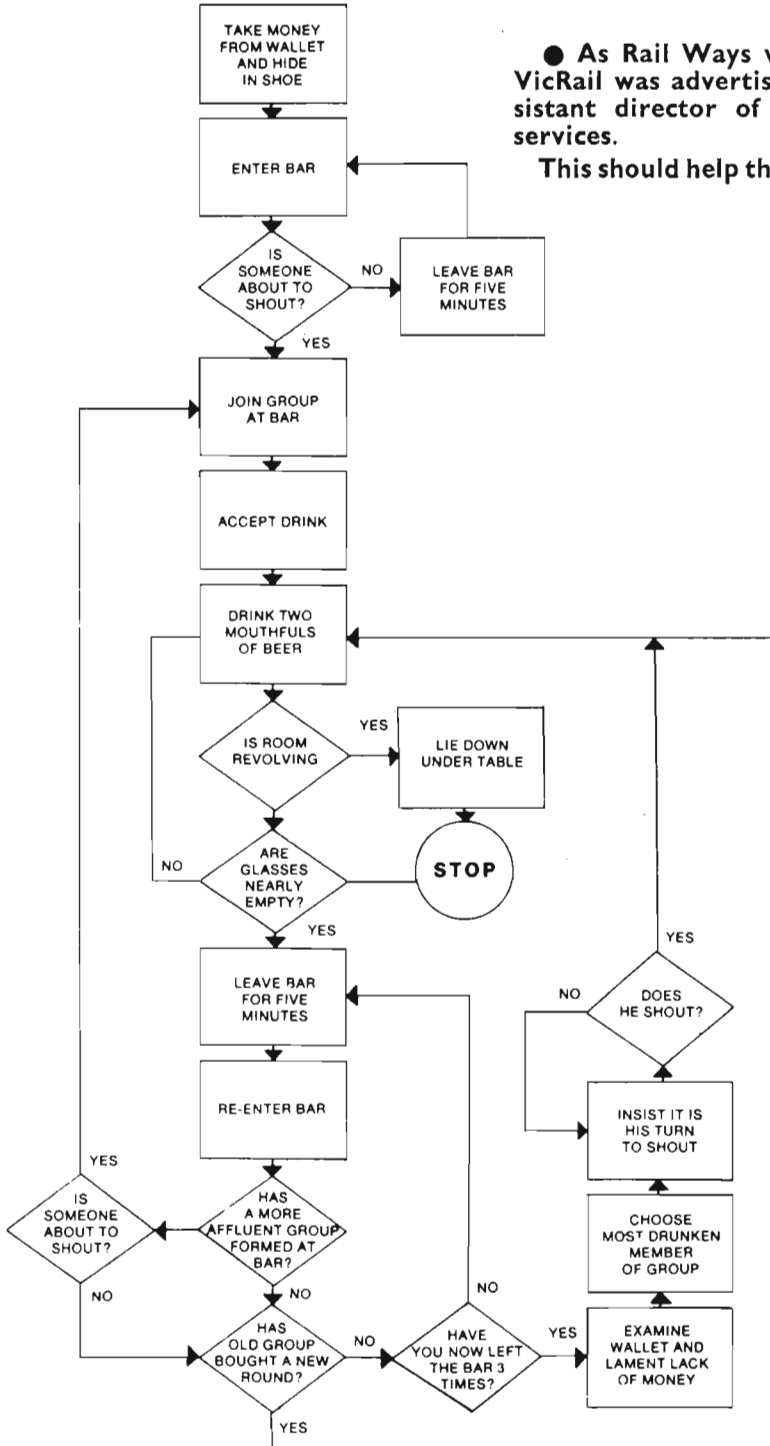 TAKE MONEY
FROM WALLET
AND HIDE
IN SHOE
● As Rail Ways
VicRail was advertis
sistant director of
services.
This should help th
ENTER BAR
IS
SOMEONE
ABOUT TO
SHOUT?
NO
LEAVE BAR
FOR FIVE
MINUTES
YES
JOIN GROUP
AT BAR
ACCEPT DRINK
DRINK TWO
MOUTHFULS
OF BEER
IS ROOM
REVOLVING
YES
LIE DOWN
UNDER TABLE
STOP
ARE
GLASSES
NEARLY
EMPTY?
NO
YES
LEAVE BAR
FOR FIVE
MINUTES
RE-ENTER BAR
HAS
A MORE
AFFLUENT GROUP
FORMED AT
BAR?
YES
IS
SOMEONE
ABOUT TO
SHOUT?
NO
NO
HAS
OLD GROUP
BOUGHT A NEW
ROUND?
YES
NO
HAVE
YOU NOW LEFT
THE BAR 3
TIMES?
NO
YES
EXAMINE
WALLET AND
LAMENT LACK
OF MONEY
CHOOSE
MOST DRUNKEN
MEMBER
OF GROUP
INSIST IT IS
HIS TURN
TO SHOUT
DOES
HE SHOUT?
NO
YES